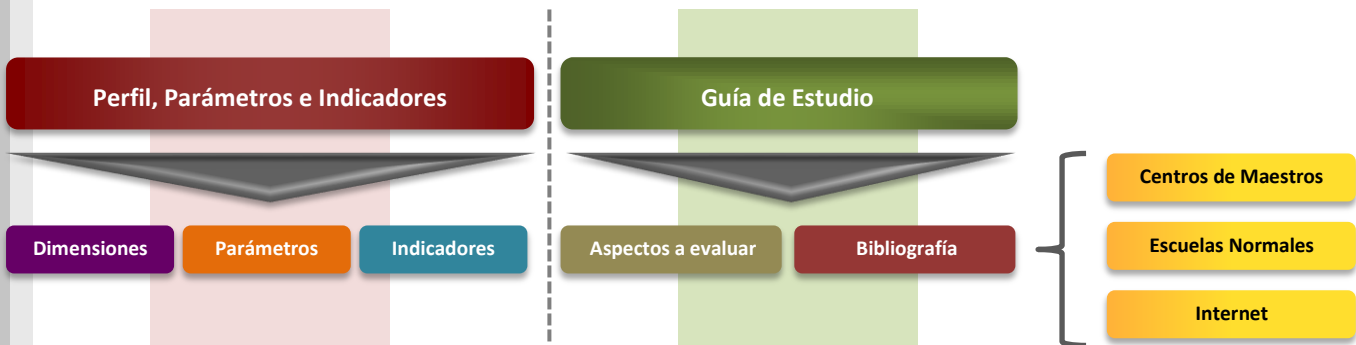 Perfil, Parámetros e Indicadores
Guía de Estudio
Dimensiones
Parámetros
Indicadores
Aspectos a evaluar
Bibliografía
Centros de Maestros
Escuelas Normales
Internet